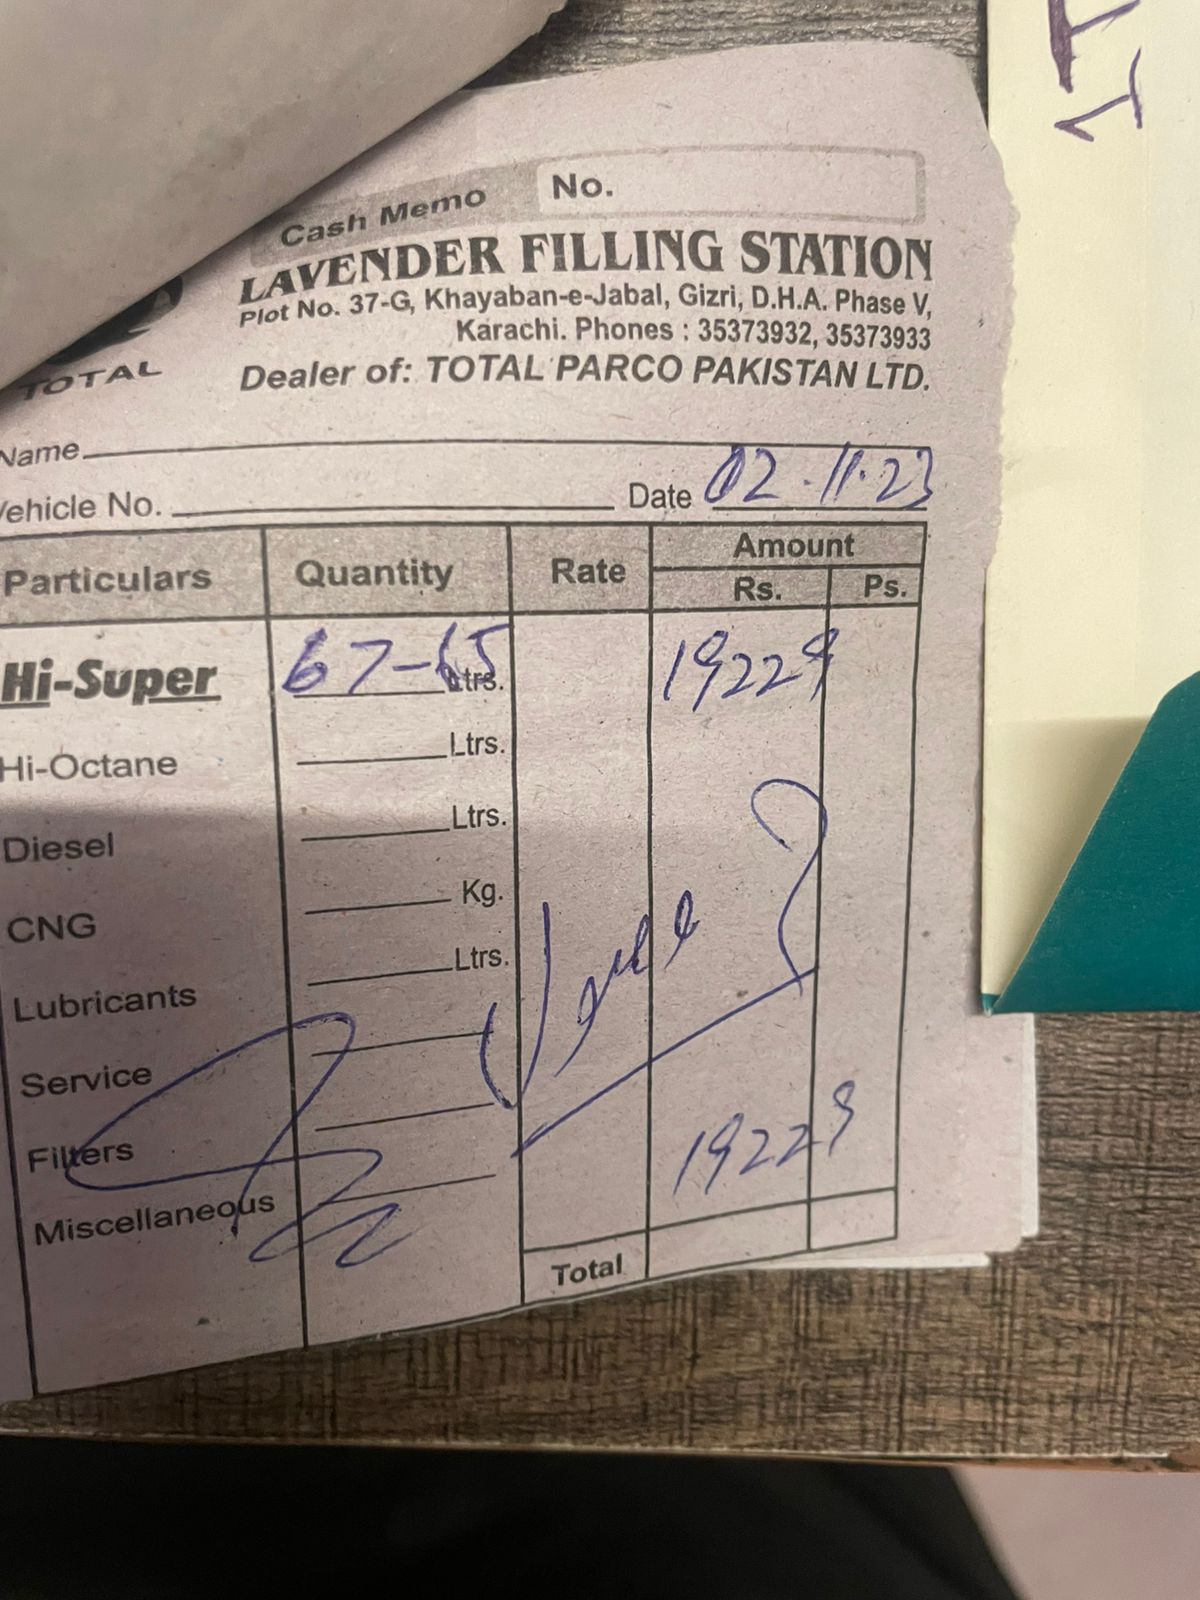 Cash Memo No.
LAVENDER FILLING STATION
Plot No. 37-G, Khayaban-e-Jabal, Gizri, D.H.A. Phase V,
Karachi. Phones : 35373932, 35373933
TOTAL Dealer of: TOTAL PARCO PAKISTAN LTD.
Name
Vehicle No. Date 02.11.23
Particulars Quantity Rate Amount
Rs. Ps.
Hi-Super 67-65 Ltrs. 19229
Hi-Octane Ltrs.
Diesel Ltrs.
CNG Kg.
Lubricants Ltrs.
Service
Filters
Miscellaneous 19229
Total